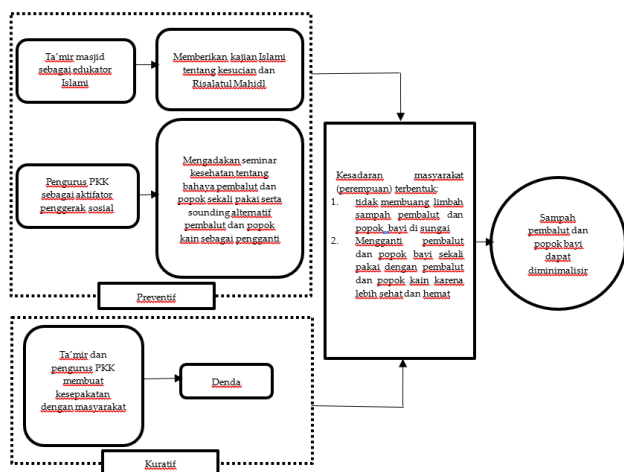 Ta'mir masjid
sebagai edukator
Islami
Memberikan kajian Islami
tentang kesucian dan
Risalatul Mahidl
Pengurus PKK
sebagai aktifator
penggerak sosial
Mengadakan seminar
kesehatan tentang
bahaya pembalut dan
popok sekali pakai serta
sounding alternatif
pembalut dan popok
kain sebagai pengganti
Preventif
Ta'mir dan
pengurus PKK
membuat
kesepakatan
dengan masyarakat
Denda
Kuratif
Kesadaran masyarakat
(perempuan) terbentuk:
1. tidak membuang limbah
sampah pembalut dan
popok bayi di sungai
2. Mengganti pembalut
dan popok bayi sekali
pakai dengan pembalut
dan popok kain karena
lebih sehat dan hemat
Sampah
pembalut dan
popok bayi
dapat
diminimalisir